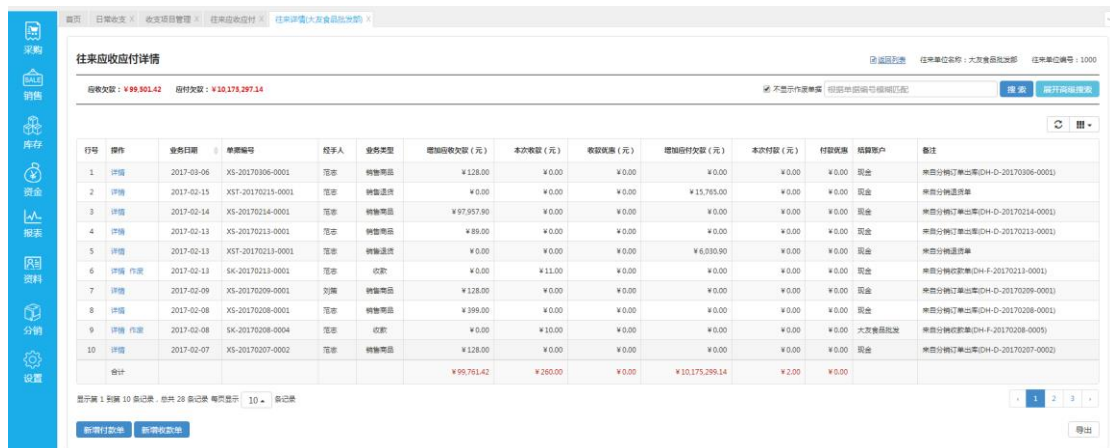 首页 日常收支 X 收支项目管理 X 往来应收应付 X 往来详情(大友食品批发部) X
采购
SALE
销售
库存
资金
报表
资料
分销
设置
往来应收应付详情 返回列表 往来单位名称：大友食品批发部 往来单位编号：1000
应收欠款：￥99,501.42 应付欠款：￥10,175,297.14 不显示作废单据 根据单据编号模糊匹配 搜索 展开高级搜索
行号 操作 业务日期 单据编号 经手人 业务类型 增加应收欠款（元） 本次收款（元） 收款优惠（元） 增加应付欠款（元） 本次付款（元） 付款优惠 结算账户 备注
1 详情 2017-03-06 XS-20170306-0001 范志 销售商品 ￥128.00 ￥0.00 ￥0.00 ￥0.00 ￥0.00 ￥0.00 现金 来自分销订单出库(DH-D-20170306-0001)
2 详情 2017-02-15 XST-20170215-0001 范志 销售退货 ￥0.00 ￥0.00 ￥0.00 ￥15,765.00 ￥0.00 ￥0.00 现金 来自分销退货单
3 详情 2017-02-14 XS-20170214-0001 范志 销售商品 ￥97,957.90 ￥0.00 ￥0.00 ￥0.00 ￥0.00 ￥0.00 现金 来自分销订单出库(DH-D-20170214-0001)
4 详情 2017-02-13 XS-20170213-0001 范志 销售商品 ￥89.00 ￥0.00 ￥0.00 ￥0.00 ￥0.00 ￥0.00 现金 来自分销订单出库(DH-D-20170213-0001)
5 详情 2017-02-13 XST-20170213-0001 范志 销售退货 ￥0.00 ￥0.00 ￥0.00 ￥6,030.90 ￥0.00 ￥0.00 现金 来自分销退货单
6 详情 作废 2017-02-13 SK-20170213-0001 范志 收款 ￥0.00 ￥11.00 ￥0.00 ￥0.00 ￥0.00 ￥0.00 现金 来自分销收款单(DH-F-20170213-0001)
7 详情 2017-02-09 XS-20170209-0001 销售商品 ￥128.00 ￥0.00 ￥0.00 ￥0.00 ￥0.00 ￥0.00 现金 来自分销订单出库(DH-D-20170209-0001)
8 详情 2017-02-08 XS-20170208-0001 范志 销售商品 ￥399.00 ￥0.00 ￥0.00 ￥0.00 ￥0.00 ￥0.00 现金 来自分销订单出库(DH-D-20170208-0001)
9 详情 作废 2017-02-08 SK-20170208-0004 范志 收款 ￥0.00 ￥10.00 ￥0.00 ￥0.00 ￥0.00 ￥0.00 大友食品批发 来自分销收款单(DH-F-20170208-0005)
10 详情 2017-02-07 XS-20170207-0002 范志 销售商品 ￥128.00 ￥0.00 ￥0.00 ￥0.00 ￥0.00 ￥0.00 现金 来自分销订单出库(DH-D-20170207-0002)
合计 ￥99,761.42 ￥260.00 ￥0.00 ￥10,175,299.14 ￥2.00 ￥0.00
显示第 1 到第 10 条记录，总共 28 条记录 每页显示 10 条记录 ‹ 1 2 3 ›
新增付款单 新增收款单 导出